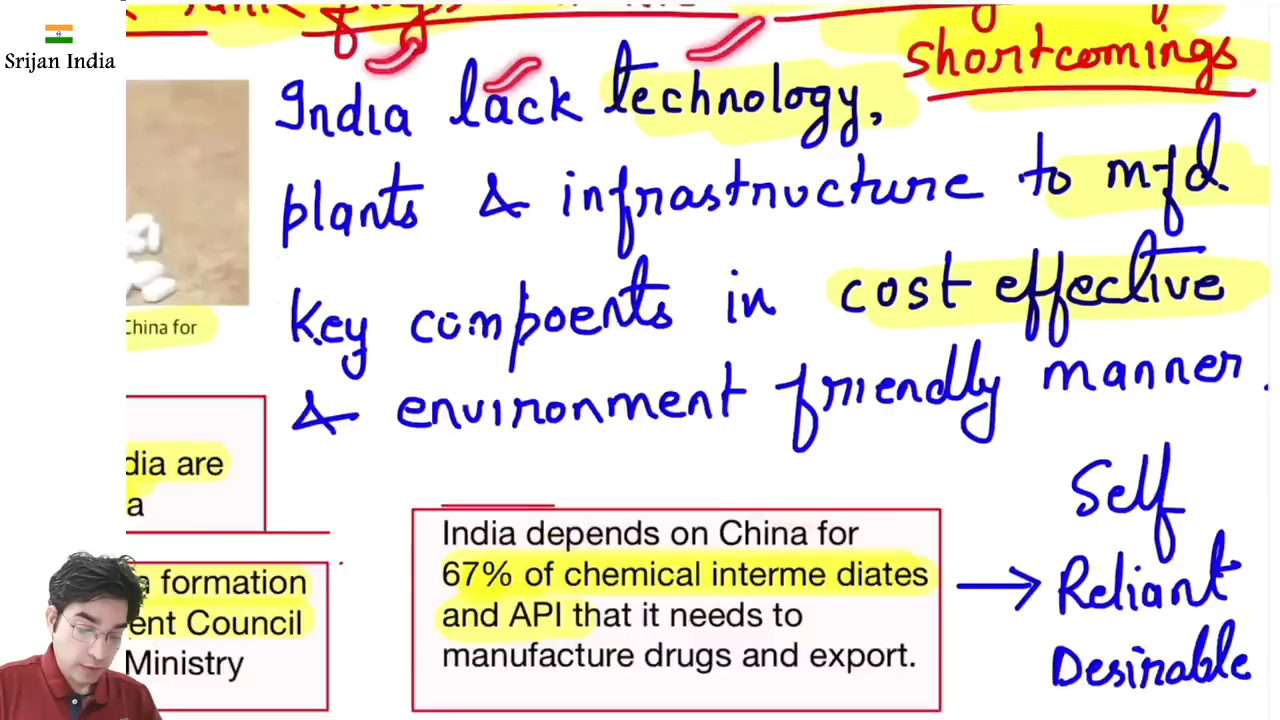 Srijan India
shortcomings
India lack technology,
plants & infrastructure to mfd.
Key compoents in cost effective
& environment friendly manner.
China for
dia are
a
a formation
ent Council
Ministry
India depends on China for
67% of chemical interme diates
and API that it needs to
manufacture drugs and export.
Self
Reliant
Desirable